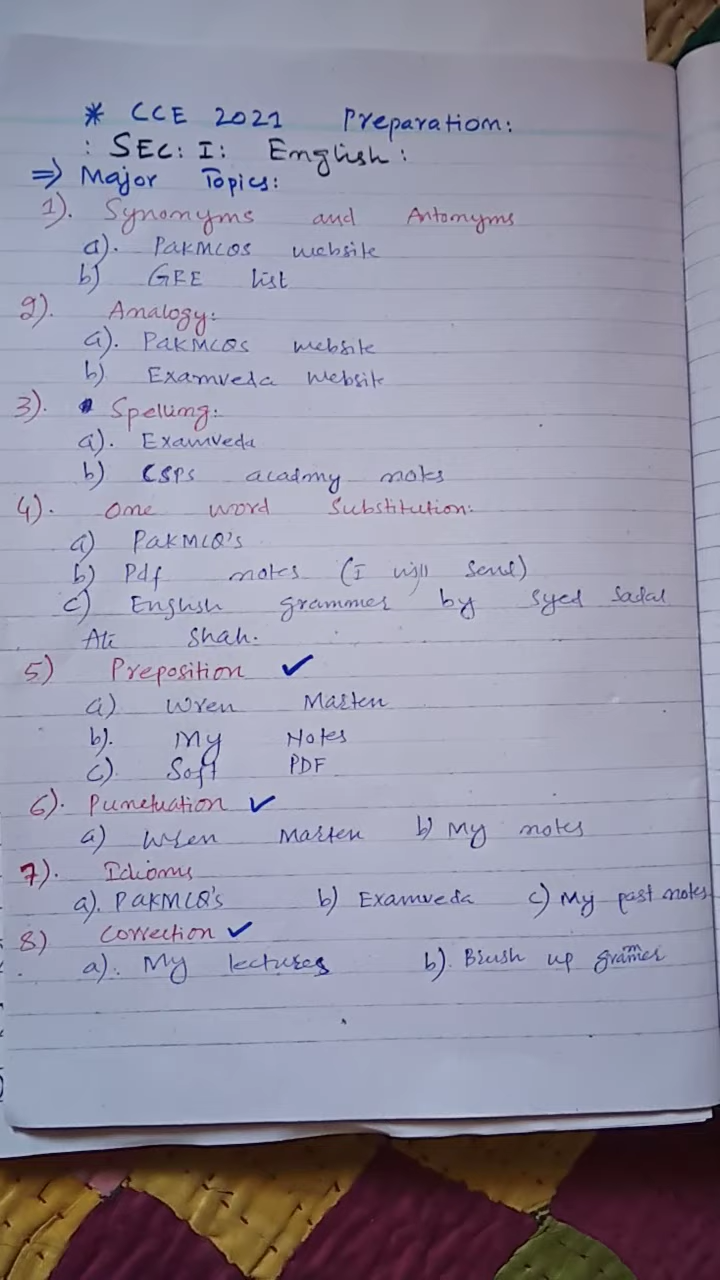 * CCE 2021 Preparation:
: SEC: I: English:
⇒ Major Topics:
1). Synonyms and Antonyms
a). PakMCQs website
b) GRE list
2). Analogy:
a). PakMCQs website
b) Examveda website
3). Spelling:
a). Examveda
b) CSPs acadmy notes
4). One word Substitution:
a) PakMCQ's
b) Pdf notes (I will send)
c) English grammer by Syed Sadat
Ali Shah.
5) Preposition ✓
a) Wren Marten
b). My Notes
c). Soft PDF
6). Punctuation ✓
a) Wren Marten b) My notes
7). Idioms
a). PakMCQ's b) Examveda c) My past notes
8) Correction ✓
a). My lectures b). Brush up grammer